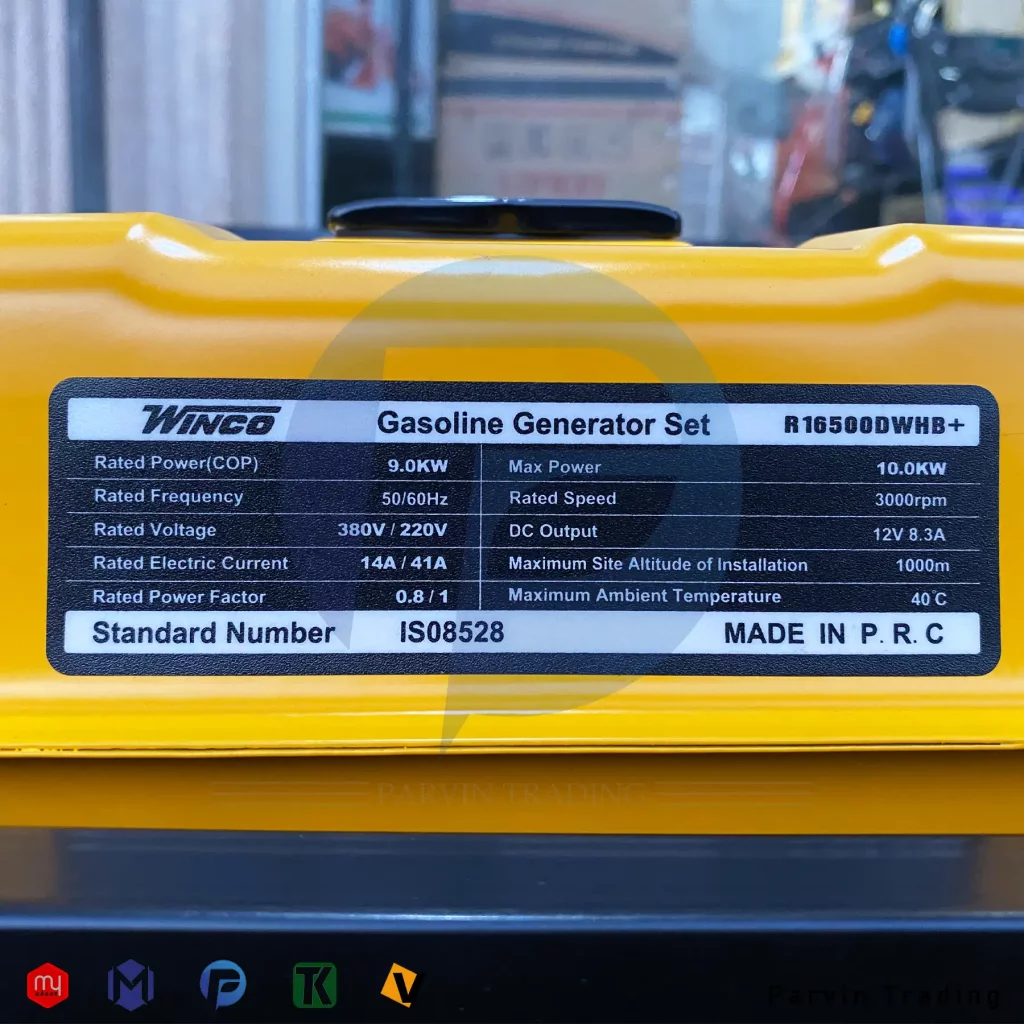 WINCO Gasoline Generator Set R16500DWHB+
Rated Power(COP) 9.0KW Max Power 10.0KW
Rated Frequency 50/60Hz Rated Speed 3000rpm
Rated Voltage 380V / 220V DC Output 12V 8.3A
Rated Electric Current 14A / 41A Maximum Site Altitude of Installation 1000m
Rated Power Factor 0.8 / 1 Maximum Ambient Temperature 40°C
Standard Number IS08528 MADE IN P. R. C
PARVIN TRADING
my
TK
Parvin Trading